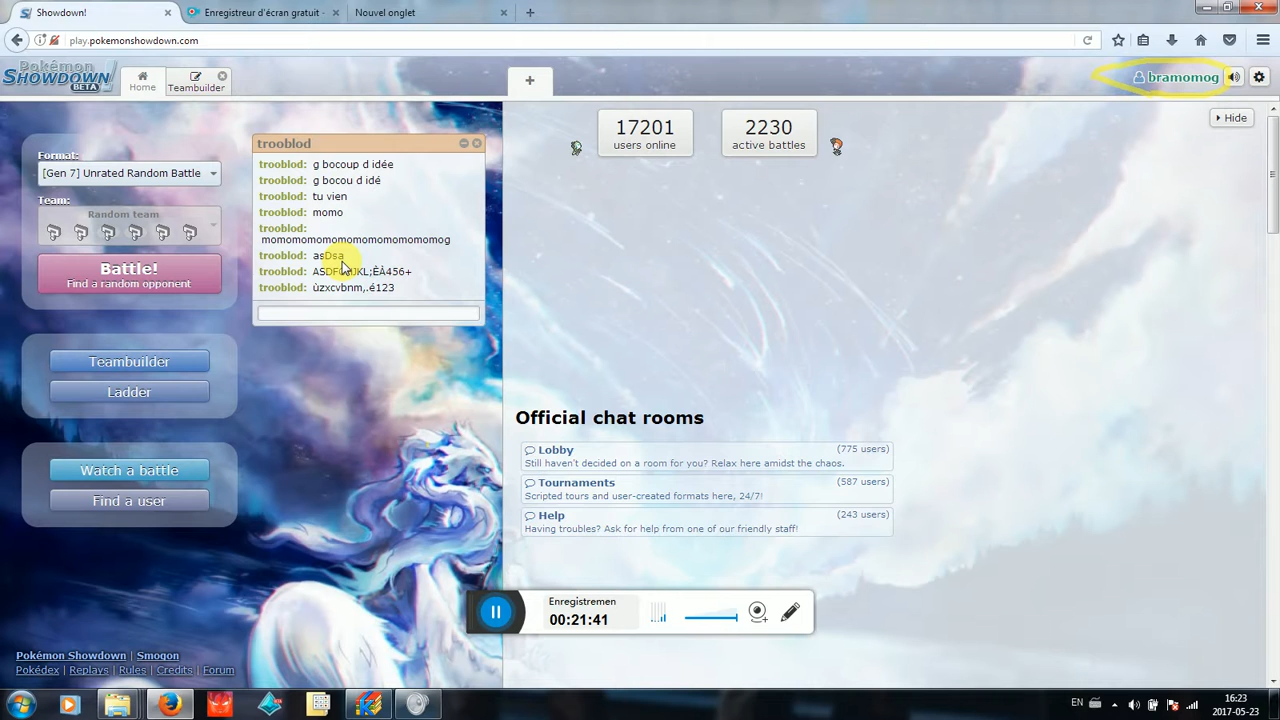 Showdown!
Enregistreur d'écran gratuit -
Nouvel onglet
play.pokemonshowdown.com
Pokémon
SHOWDOWN!
BETA
Home
Teambuilder
bramomog
Format:
[Gen 7] Unrated Random Battle
Team:
Random team
Battle!
Find a random opponent
Teambuilder
Ladder
Watch a battle
Find a user
trooblod
trooblod: g bocoup d idée
trooblod: g bocou d idé
trooblod: tu vien
trooblod: momo
trooblod:
momomomomomomomomomomomog
trooblod: asDsa
trooblod:
trooblod: ùzxcvbnm,.é123
17201
users online
2230
active battles
Hide
Official chat rooms
Lobby (775 users)
Still haven't decided on a room for you? Relax here amidst the chaos.
Tournaments (587 users)
Scripted tours and user-created formats here, 24/7!
Help (243 users)
Having troubles? Ask for help from one of our friendly staff!
Enregistremen
00:21:41
Pokémon Showdown | Smogon
Pokédex | Replays | Rules | Credits | Forum
EN
16:23
2017-05-23